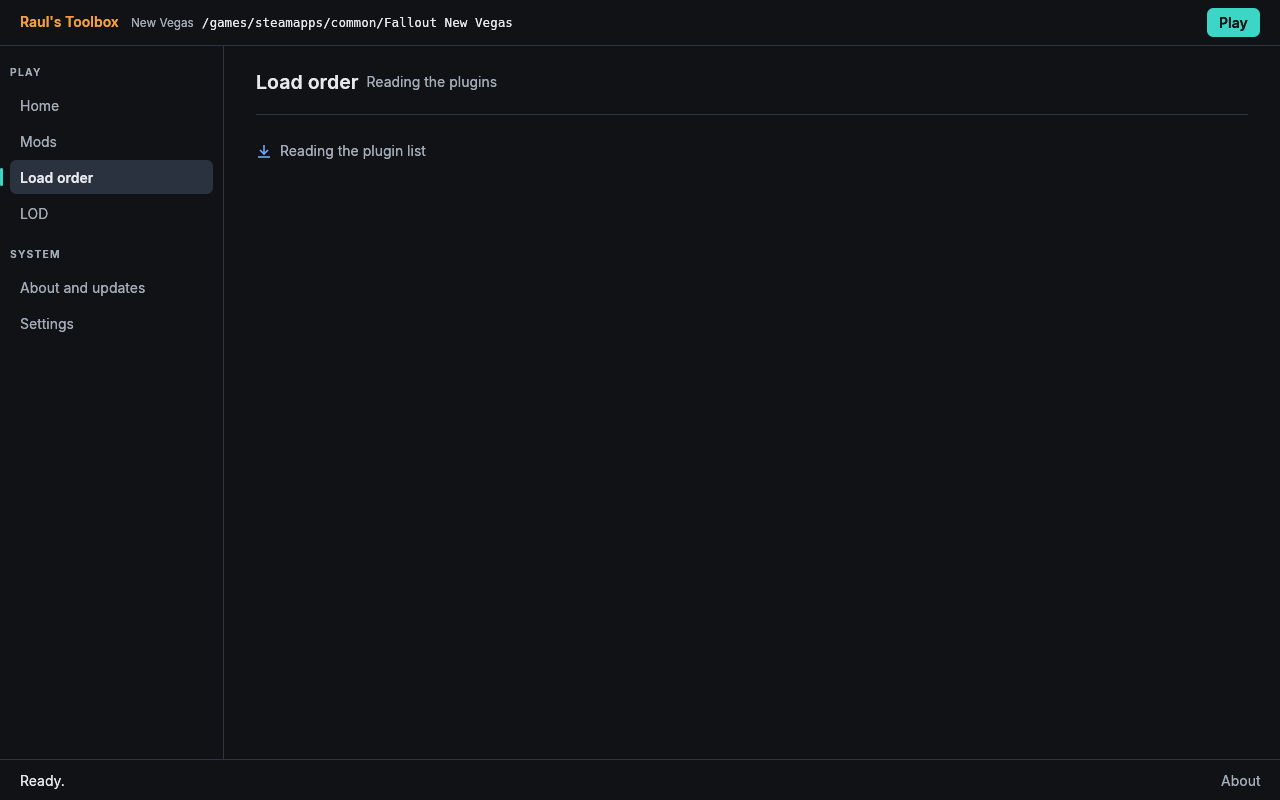 Raul's Toolbox New Vegas /games/steamapps/common/Fallout New Vegas Play
PLAY
Home
Mods
Load order
LOD
SYSTEM
About and updates
Settings
Load order Reading the plugins
Reading the plugin list
Ready. About